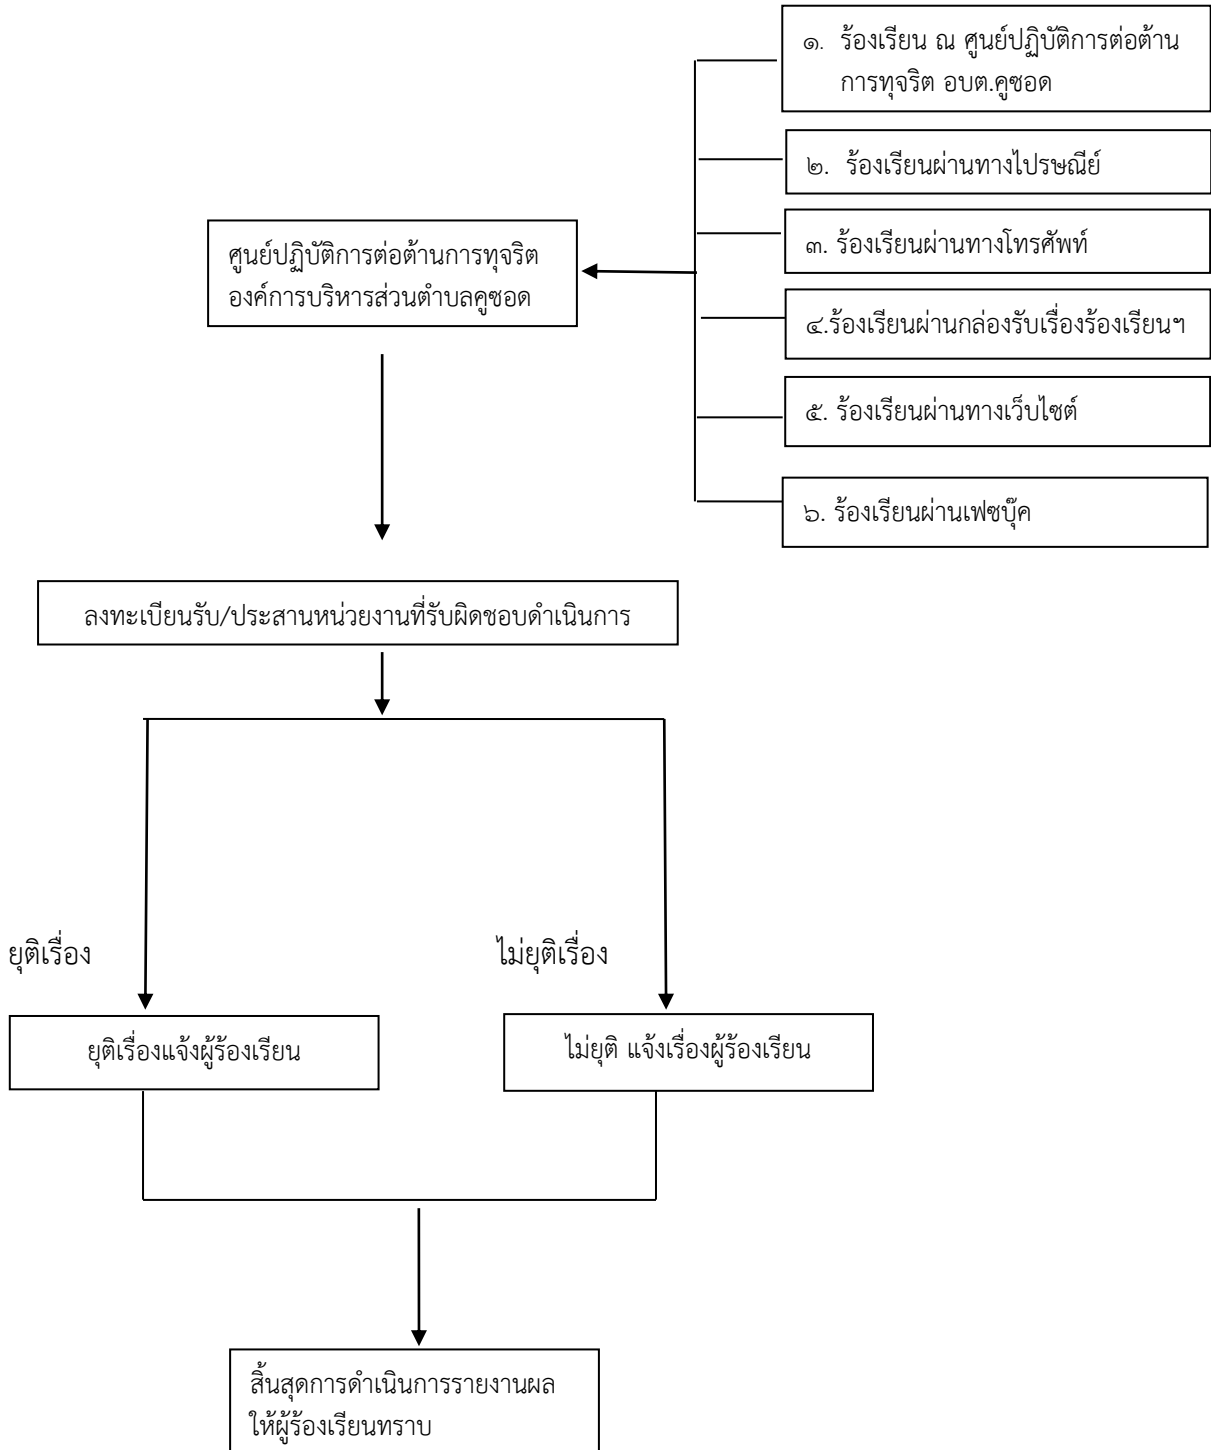 ๑. ร้องเรียน ณ ศูนย์ปฏิบัติการต่อต้าน
การทุจริต อบต.คูซอด
๒. ร้องเรียนผ่านทางไปรษณีย์
๓. ร้องเรียนผ่านทางโทรศัพท์
๔.ร้องเรียนผ่านกล่องรับเรื่องร้องเรียนฯ
๕. ร้องเรียนผ่านทางเว็บไซต์
๖. ร้องเรียนผ่านเฟซบุ๊ค
ศูนย์ปฏิบัติการต่อต้านการทุจริต
องค์การบริหารส่วนตำบลคูซอด
ลงทะเบียนรับ/ประสานหน่วยงานที่รับผิดชอบดำเนินการ
ยุติเรื่อง
ไม่ยุติเรื่อง
ยุติเรื่องแจ้งผู้ร้องเรียน
ไม่ยุติ แจ้งเรื่องผู้ร้องเรียน
สิ้นสุดการดำเนินการรายงานผล
ให้ผู้ร้องเรียนทราบ